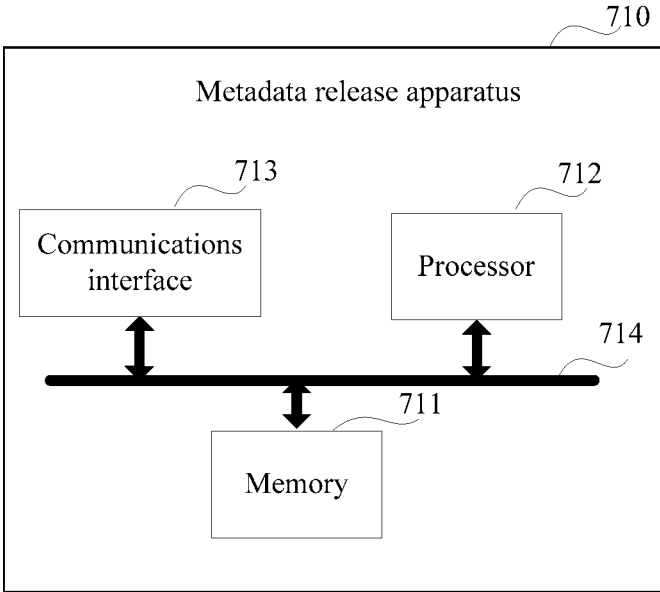 710
Metadata release apparatus
713
712
Communications
interface
Processor
714
711
Memory